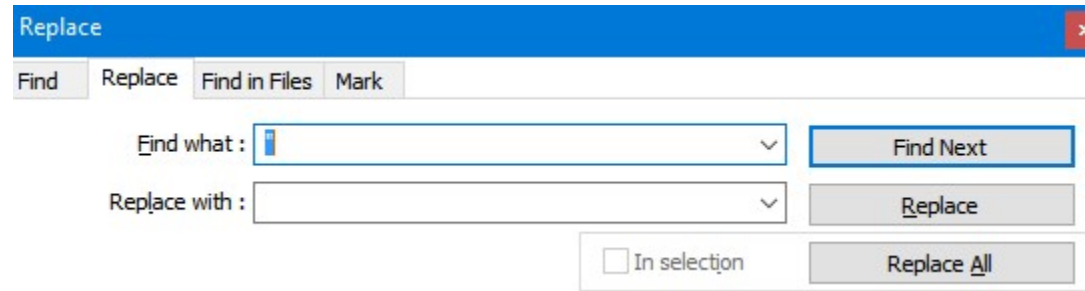 Replace
Find Replace Find in Files Mark
Find what : " Find Next
Replace with : Replace
In selection Replace All